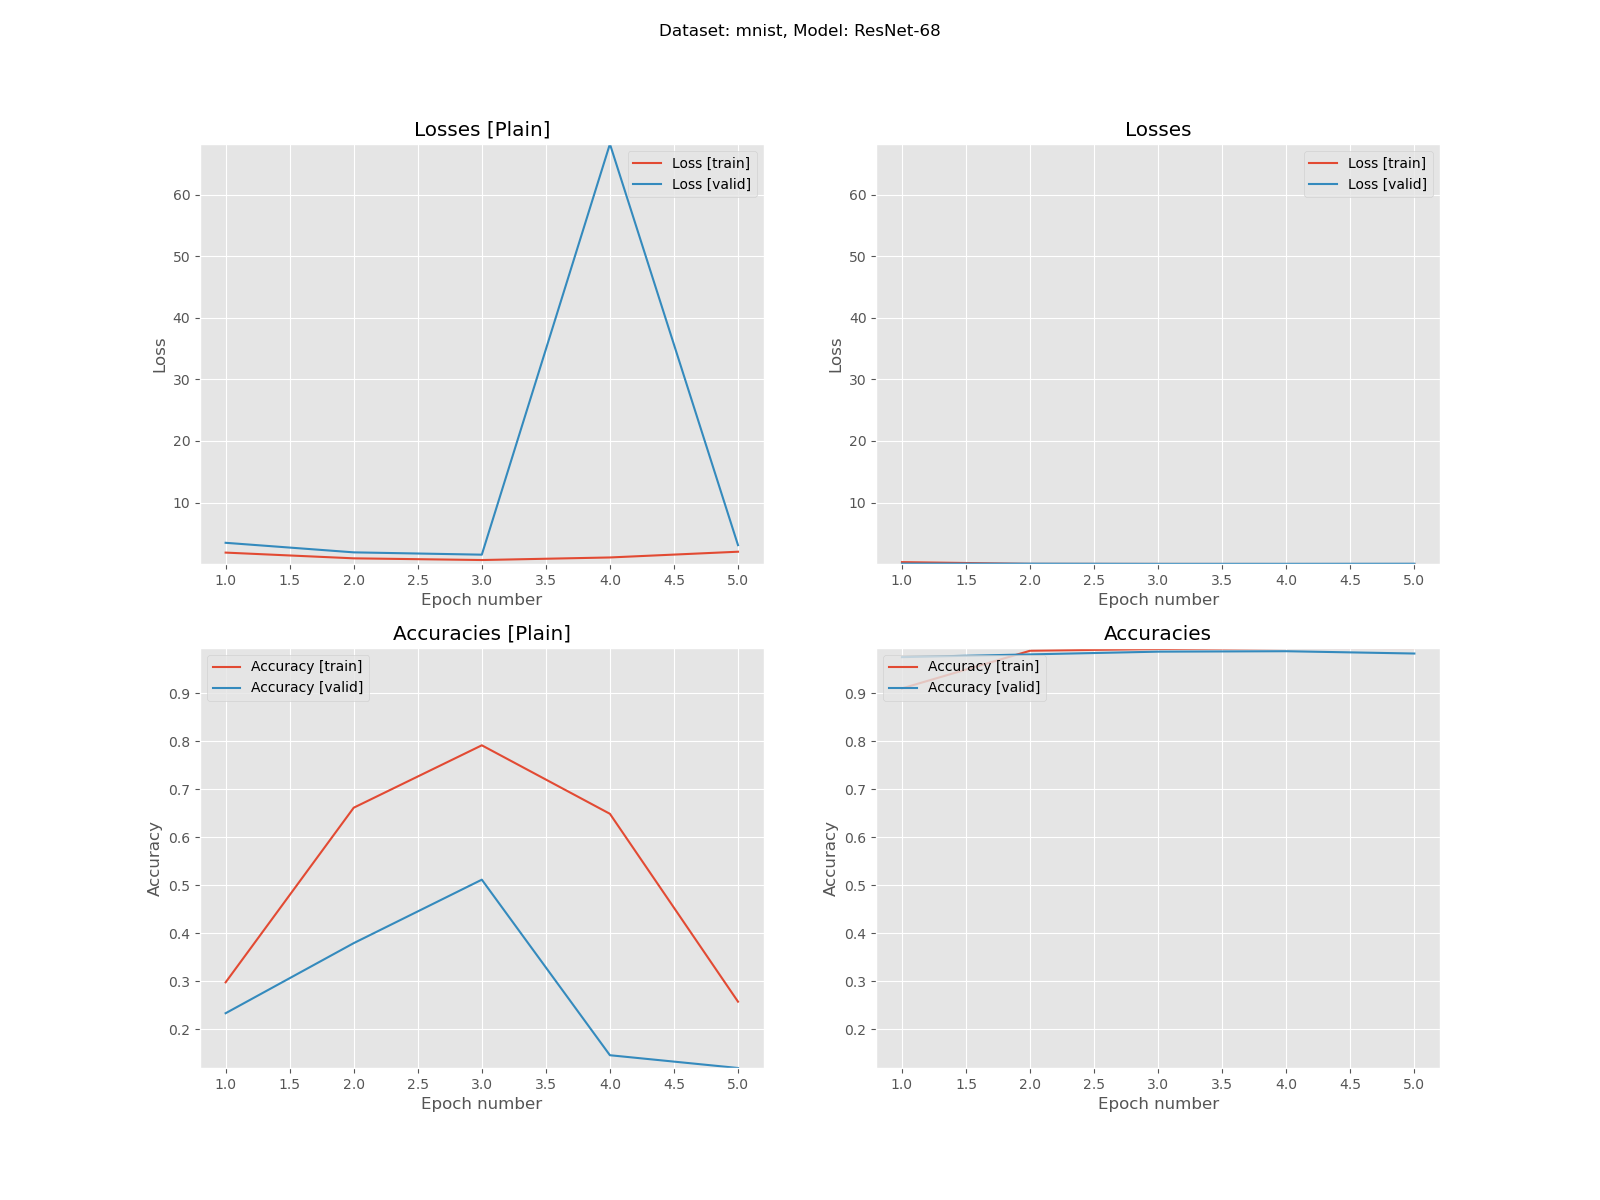 Dataset: mnist, Model: ResNet-68
Losses [Plain]
Loss [train]
Loss [valid]
60
50
40
30
20
10
Loss
1.0 1.5 2.0 2.5 3.0 3.5 4.0 4.5 5.0
Epoch number
Losses
Loss [train]
Loss [valid]
60
50
40
30
20
10
Loss
1.0 1.5 2.0 2.5 3.0 3.5 4.0 4.5 5.0
Epoch number
Accuracies [Plain]
Accuracy [train]
Accuracy [valid]
0.9
0.8
0.7
0.6
0.5
0.4
0.3
0.2
Accuracy
1.0 1.5 2.0 2.5 3.0 3.5 4.0 4.5 5.0
Epoch number
Accuracies
Accuracy [train]
Accuracy [valid]
0.9
0.8
0.7
0.6
0.5
0.4
0.3
0.2
Accuracy
1.0 1.5 2.0 2.5 3.0 3.5 4.0 4.5 5.0
Epoch number